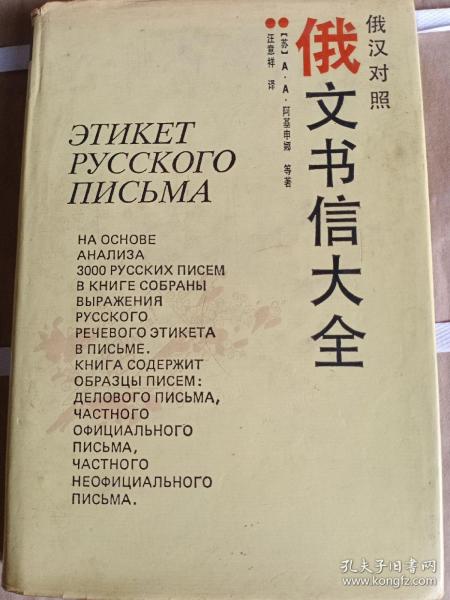 俄汉对照
俄文书信大全
【苏】A·A·阿基申娜 等著
汪意祥 译
ЭТИКЕТ
РУССКОГО
ПИСЬМА
НА ОСНОВЕ
АНАЛИЗА
3000 РУССКИХ ПИСЕМ
В КНИГЕ СОБРАНЫ
ВЫРАЖЕНИЯ
РУССКОГО
РЕЧЕВОГО ЭТИКЕТА
В ПИСЬМЕ.
КНИГА СОДЕРЖИТ
ОБРАЗЦЫ ПИСЕМ:
ДЕЛОВОГО ПИСЬМА,
ЧАСТНОГО
ОФИЦИАЛЬНОГО
ПИСЬМА,
ЧАСТНОГО
НЕОФИЦИАЛЬНОГО
ПИСЬМА.
孔夫子旧书网
www.kongfz.com